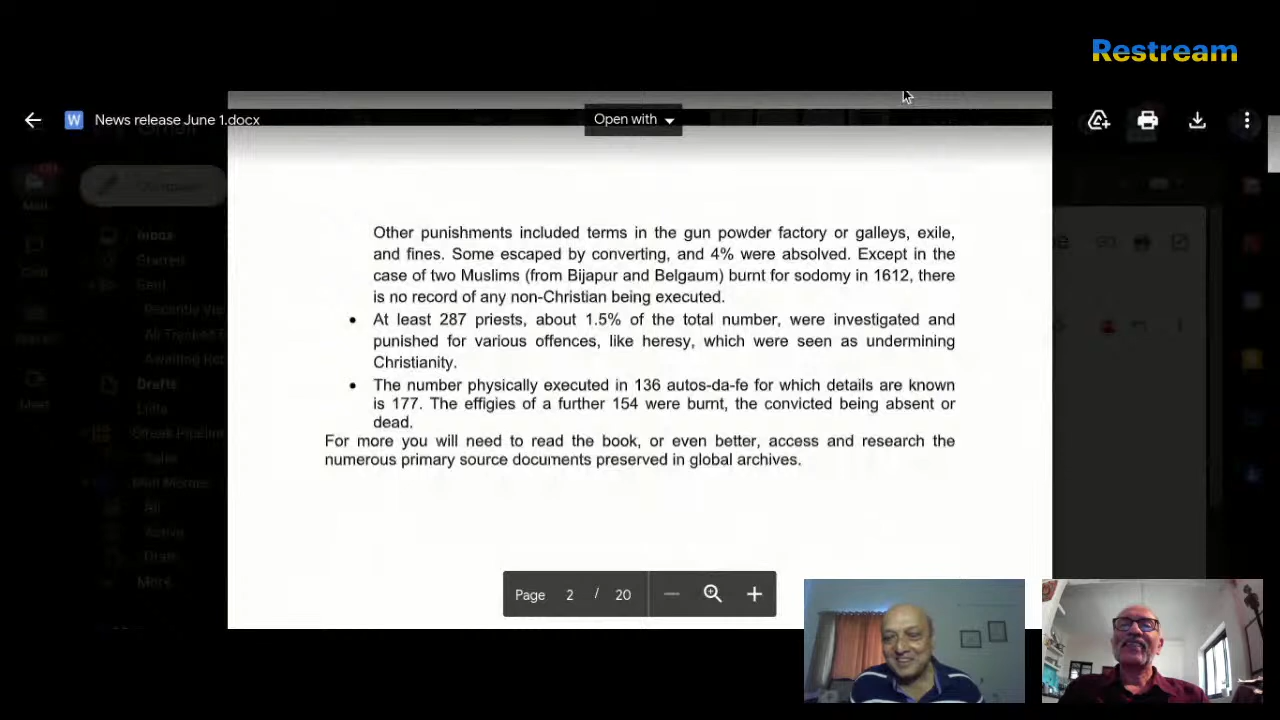 Restream
News release June 1.docx
Open with
Other punishments included terms in the gun powder factory or galleys, exile,
and fines. Some escaped by converting, and 4% were absolved. Except in the
case of two Muslims (from Bijapur and Belgaum) burnt for sodomy in 1612, there
is no record of any non-Christian being executed.
• At least 287 priests, about 1.5% of the total number, were investigated and
punished for various offences, like heresy, which were seen as undermining
Christianity.
• The number physically executed in 136 autos-da-fe for which details are known
is 177. The effigies of a further 154 were burnt, the convicted being absent or
dead.
For more you will need to read the book, or even better, access and research the
numerous primary source documents preserved in global archives.
Page 2 / 20
Mail
Inbox
Starred
Sent
Drafts
Meet
More